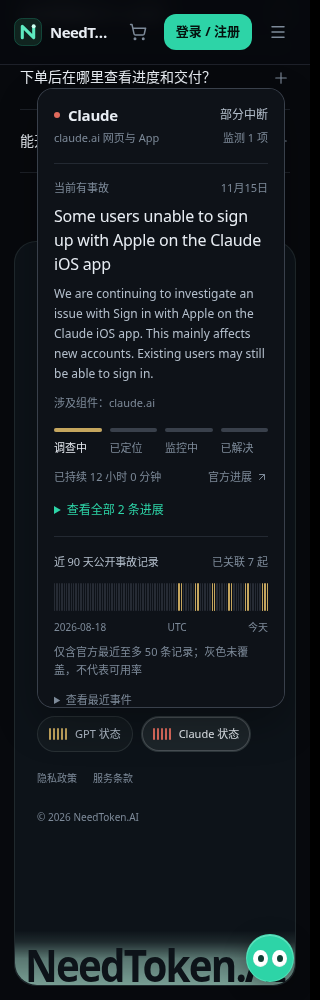 NeedT...
登录 / 注册
下单后在哪里查看进度和交付？
能
Claude
部分中断
claude.ai 网页与 App
监测 1 项
当前有事故
11月15日
Some users unable to sign
up with Apple on the Claude
iOS app
We are continuing to investigate an
issue with Sign in with Apple on the
Claude iOS app. This mainly affects
new accounts. Existing users may still
be able to sign in.
涉及组件：claude.ai
调查中
已定位
监控中
已解决
已持续 12 小时 0 分钟
官方进展 ↗
▶ 查看全部 2 条进展
近 90 天公开事故记录
已关联 7 起
2026-08-18
UTC
今天
仅含官方最近至多 50 条记录；灰色未覆
盖，不代表可用率
▶ 查看最近事件
GPT 状态
Claude 状态
隐私政策
服务条款
© 2026 NeedToken.AI
NeedToken.